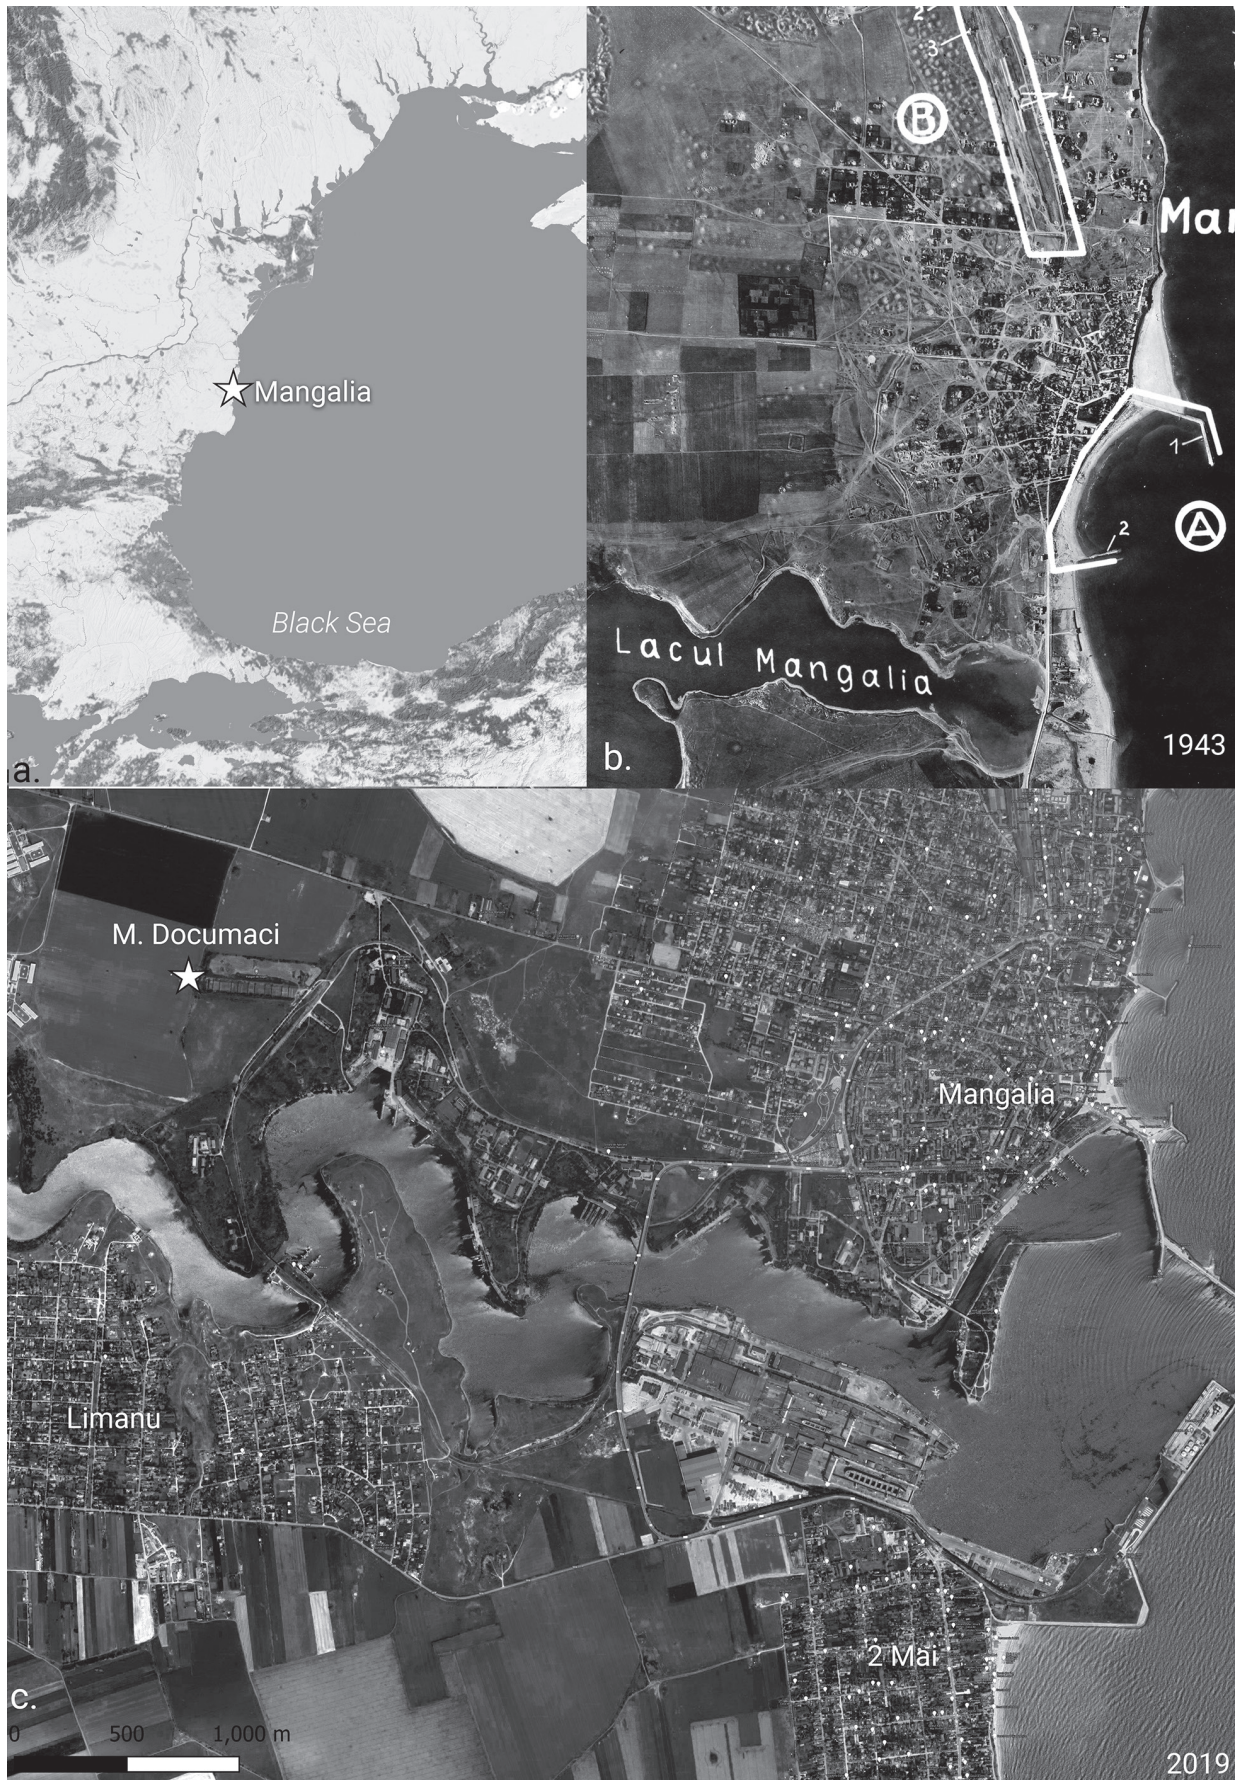 Mangalia
Black Sea
a.
2
3
4
B
Mar
1
A
2
Lacul Mangalia
b.
1943
M. Documaci
Mangalia
Limanu
2 Mai
c.
0 500 1,000 m
2019